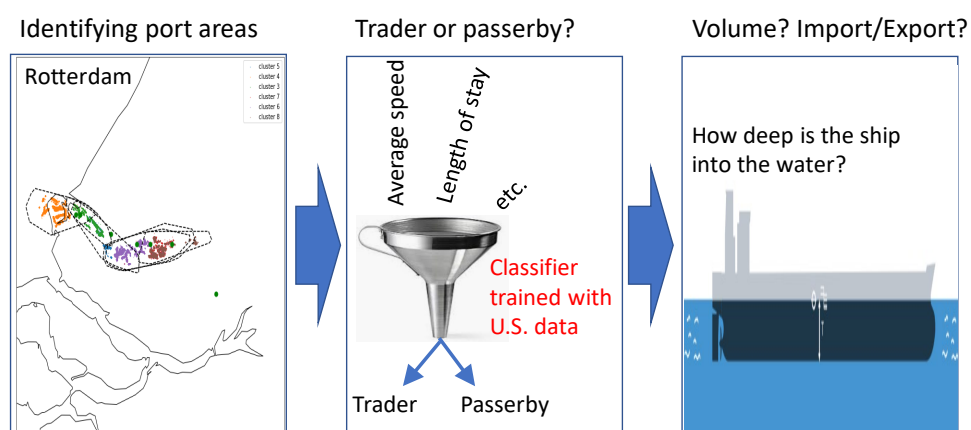 Identifying port areas
Trader or passerby?
Volume? Import/Export?
Rotterdam
cluster 5
cluster 4
cluster 3
cluster 7
cluster 6
cluster 8
Average speed
Length of stay
etc.
Classifier
trained with
U.S. data
Trader
Passerby
How deep is the ship
into the water?
T